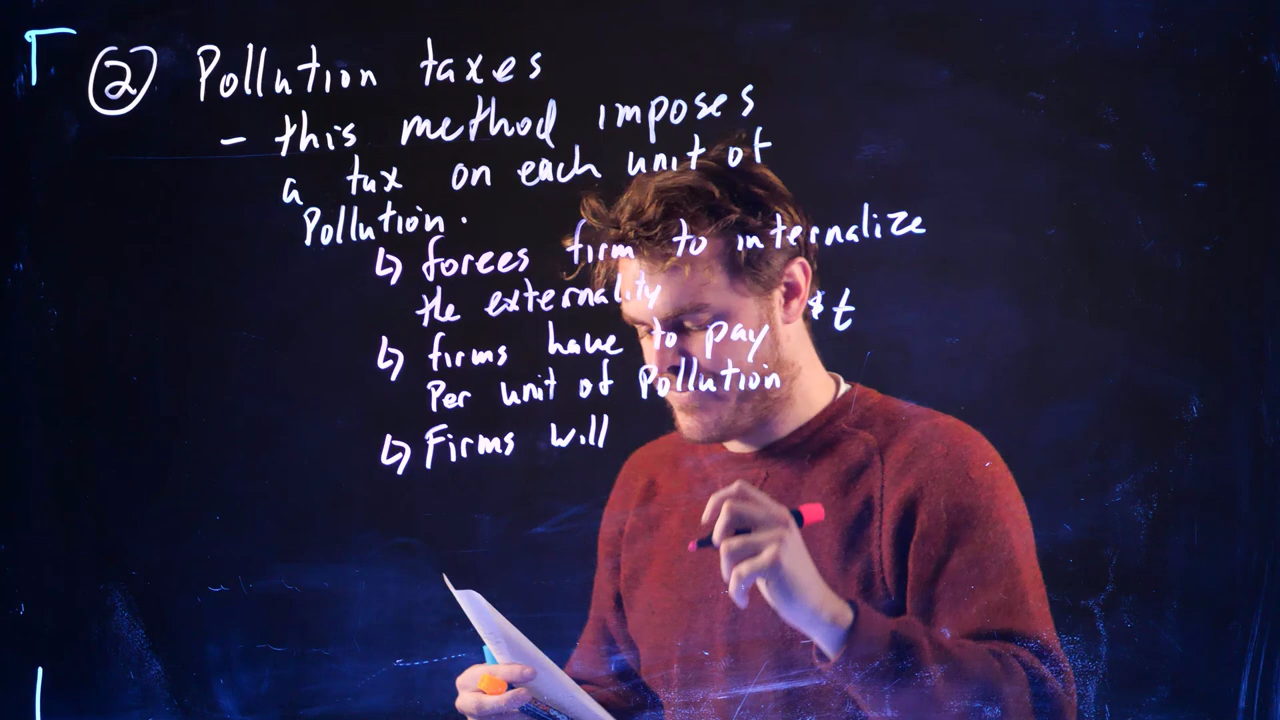 ② Pollution taxes
- this method imposes
a tax on each unit of
Pollution.
↳ forces firm to internalize
the externality
↳ firms have to pay $t
Per unit of Pollution
↳ Firms will